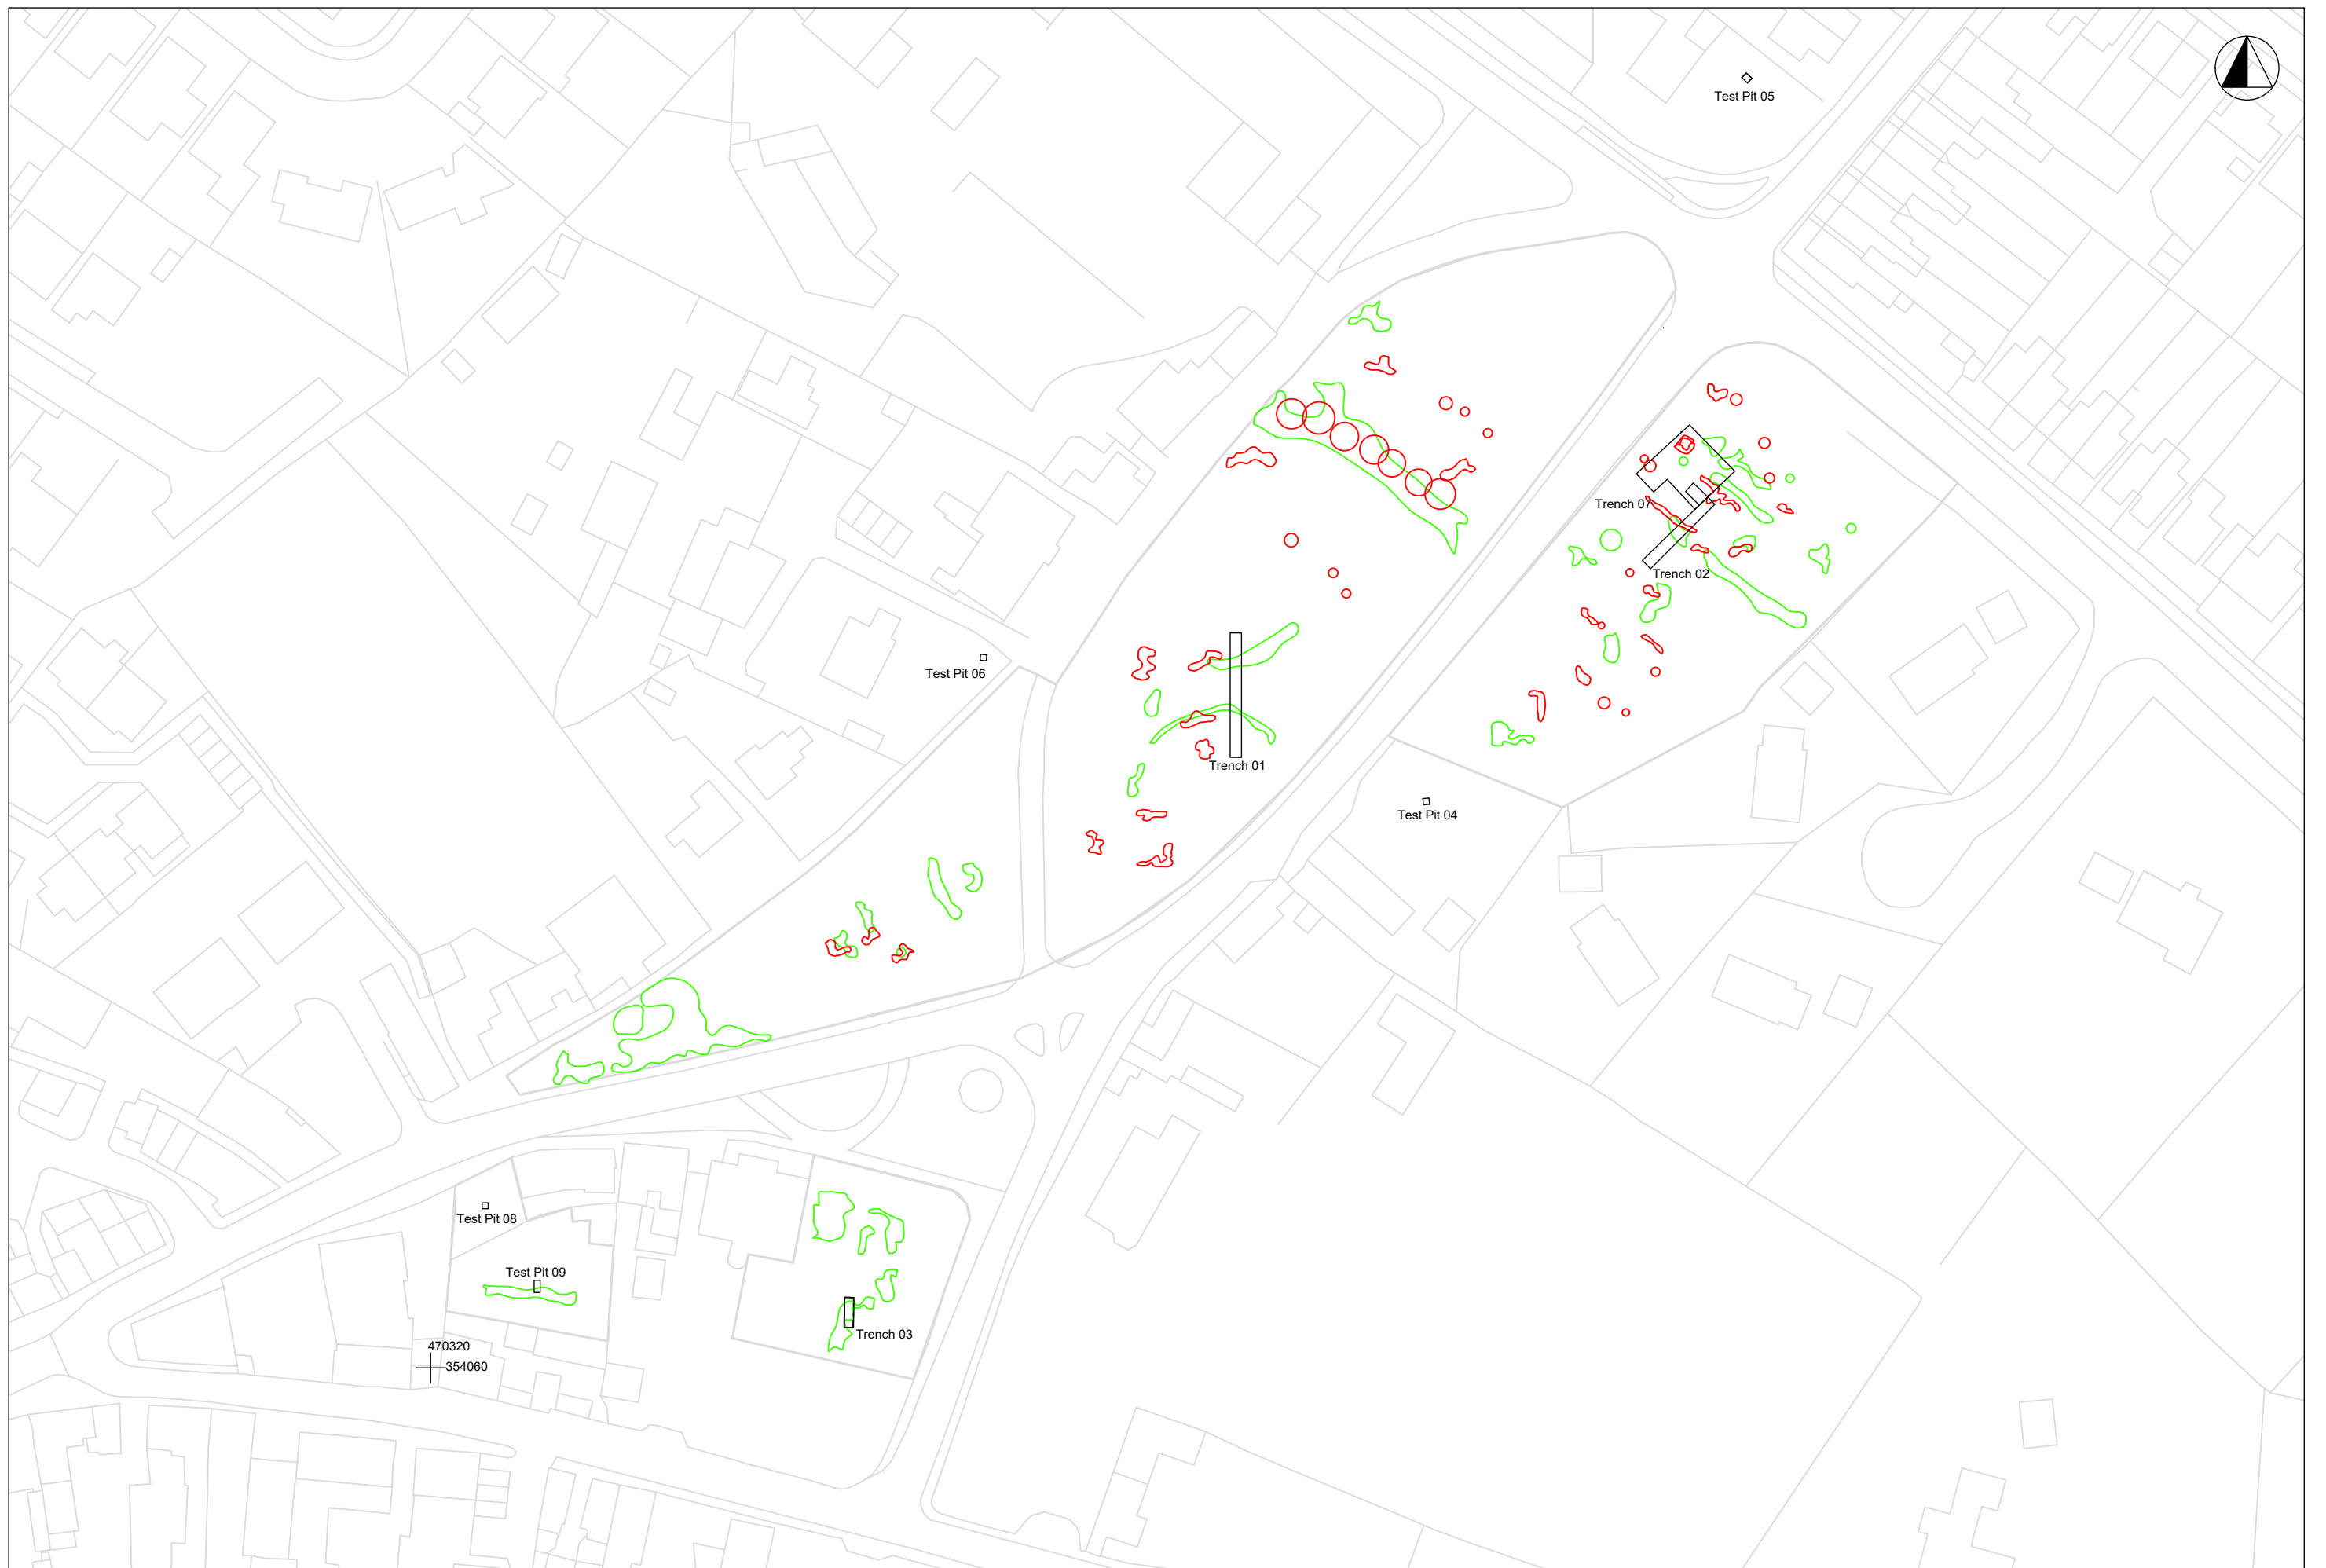 Test Pit 05
Trench 07
Trench 02
Test Pit 06
Trench 01
Test Pit 04
Test Pit 08
Test Pit 09
Trench 03
470320
354060